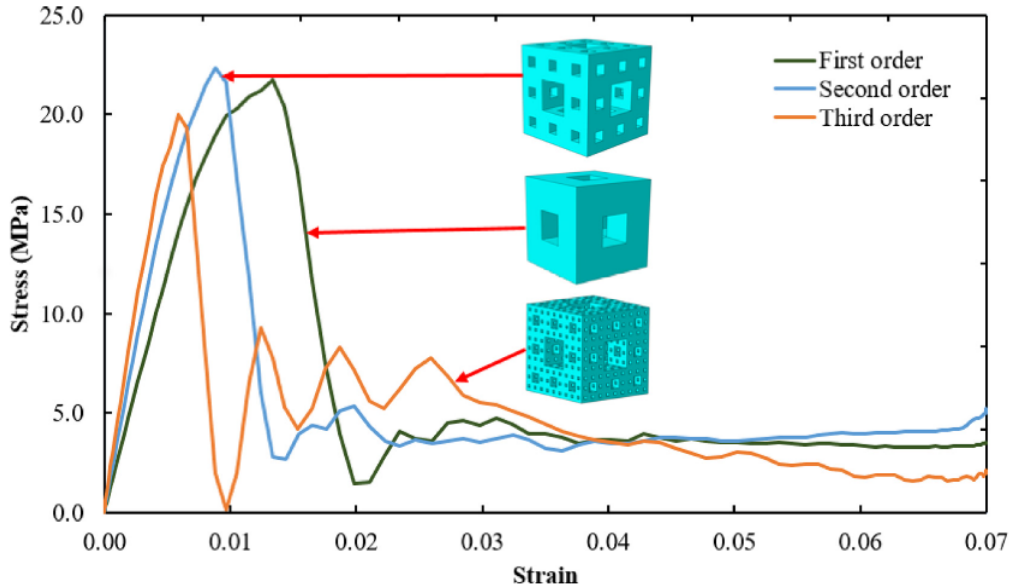 25.0
20.0
15.0
10.0
5.0
0.0
Stress (MPa)
First order
Second order
Third order
0.00 0.01 0.02 0.03 0.04 0.05 0.06 0.07
Strain